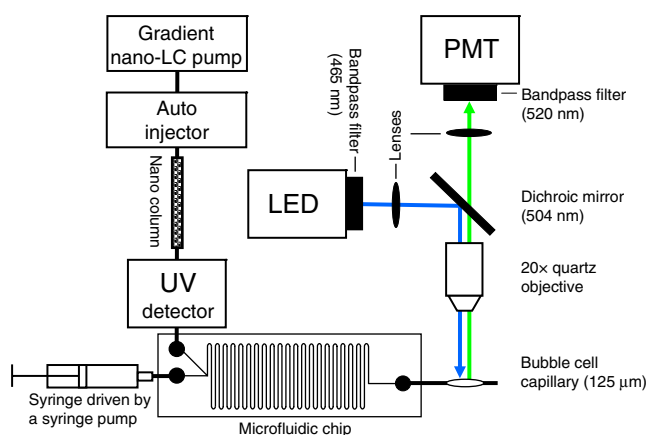 Gradient
nano-LC pump
Auto
injector
Nano
column
UV
detector
Syringe driven by
a syringe pump
Microfluidic chip
LED
Bandpass filter
(465 nm)
Lenses
PMT
Bandpass filter
(520 nm)
Dichroic mirror
(504 nm)
20× quartz
objective
Bubble cell
capillary (125 μm)